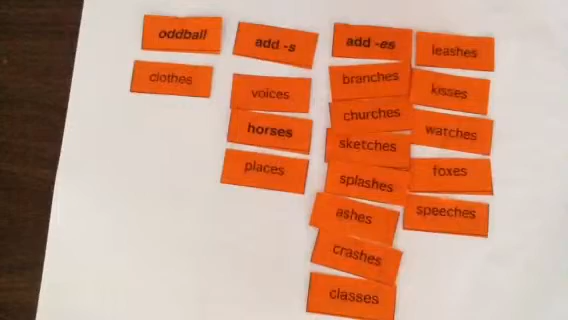 oddball
clothes
add -s
voices
horses
places
add -es
branches
churches
sketches
splashes
ashes
crashes
classes
leashes
kisses
watches
foxes
speeches